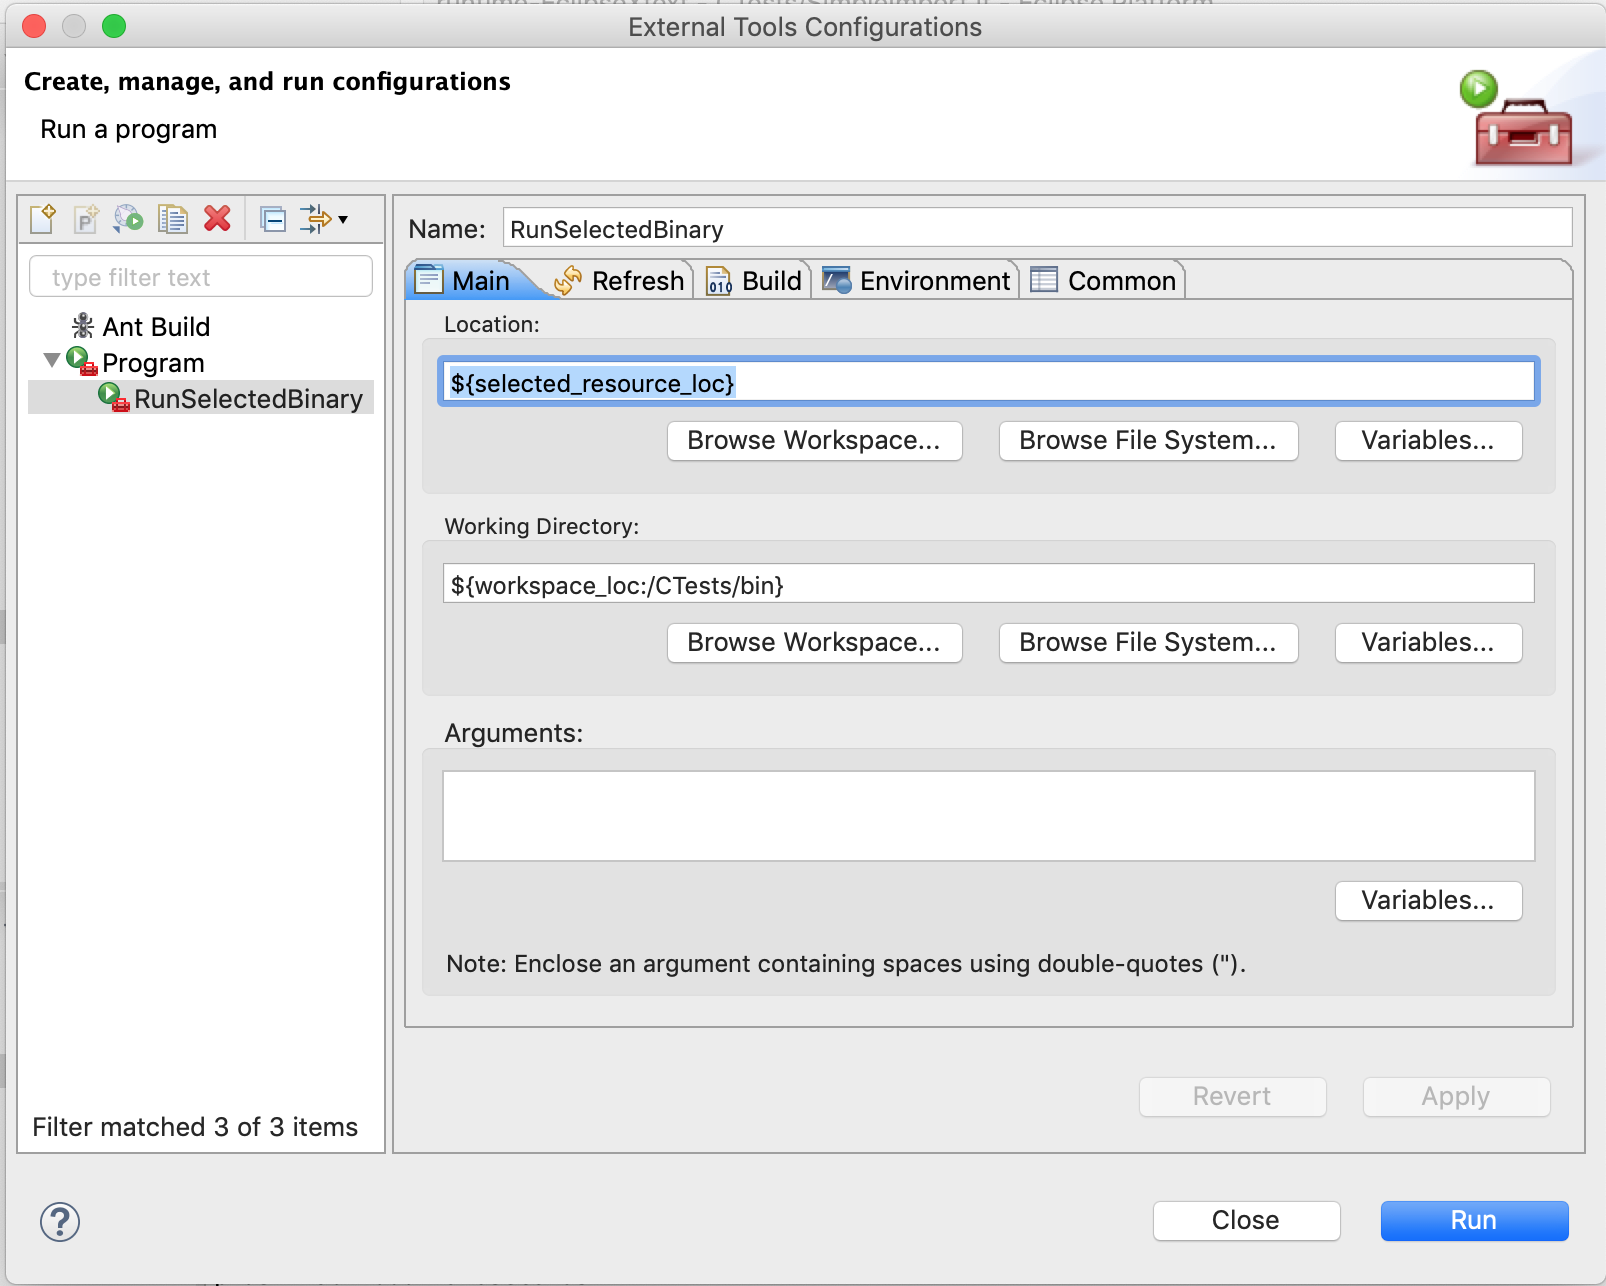 External Tools Configurations
Create, manage, and run configurations
Run a program
type filter text
Ant Build
Program
RunSelectedBinary
Filter matched 3 of 3 items
Name: RunSelectedBinary
Main Refresh Build Environment Common
Location:
${selected_resource_loc}
Browse Workspace... Browse File System... Variables...
Working Directory:
${workspace_loc:/CTests/bin}
Browse Workspace... Browse File System... Variables...
Arguments:
Variables...
Note: Enclose an argument containing spaces using double-quotes (").
Revert Apply
? Close Run